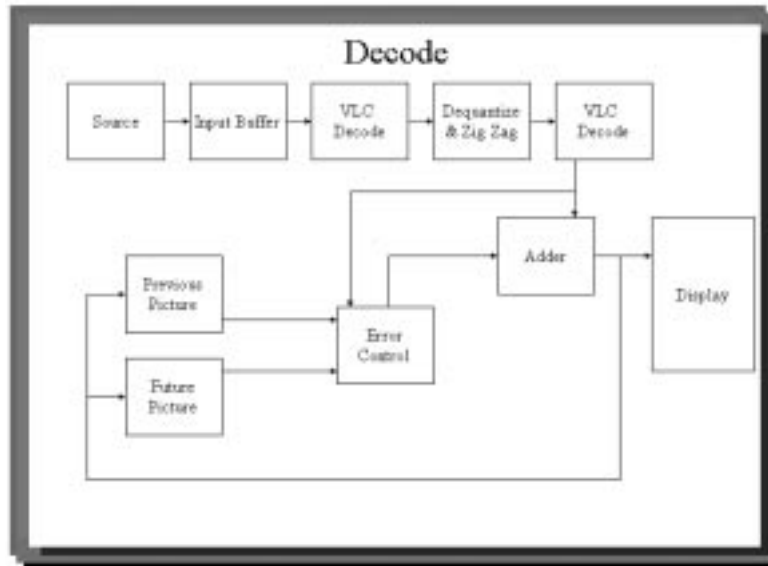 Decode
Source
Input Buffer
VLC
Decode
Dequantize
& Zig Zag
VLC
Decode
Adder
Display
Previous
Picture
Error
Control
Future
Picture